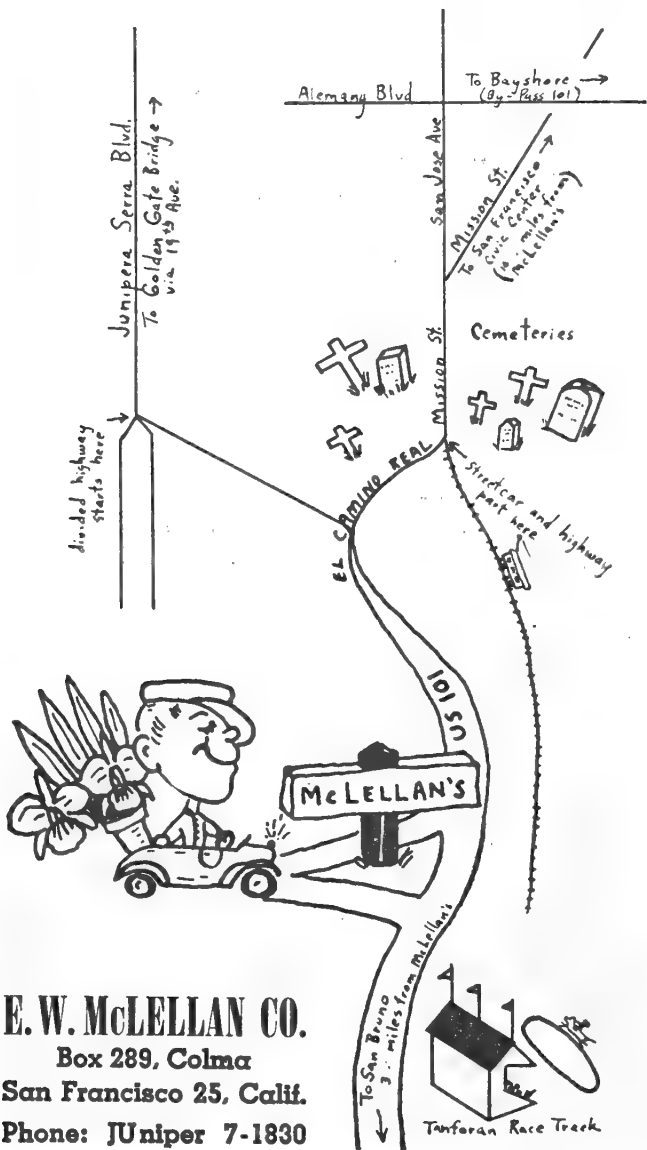 Alemany Blvd
To Bayshore →
(By-Pass 101)
Junipera Serra Blvd.
To Golden Gate Bridge →
via 19th Ave.
San Jose Ave
Mission St.
To San Francisco
Civic Center
miles from
McLellan's)
Mission St.
Cemeteries
divided highway
starts here
EL CAMINO REAL
Streetcar and highway
part here
US 101
McLELLAN'S
To San Bruno
3 miles from McLellan's
Tanforan Race Track
E. W. McLELLAN CO.
Box 289, Colma
San Francisco 25, Calif.
Phone: JUniper 7-1830